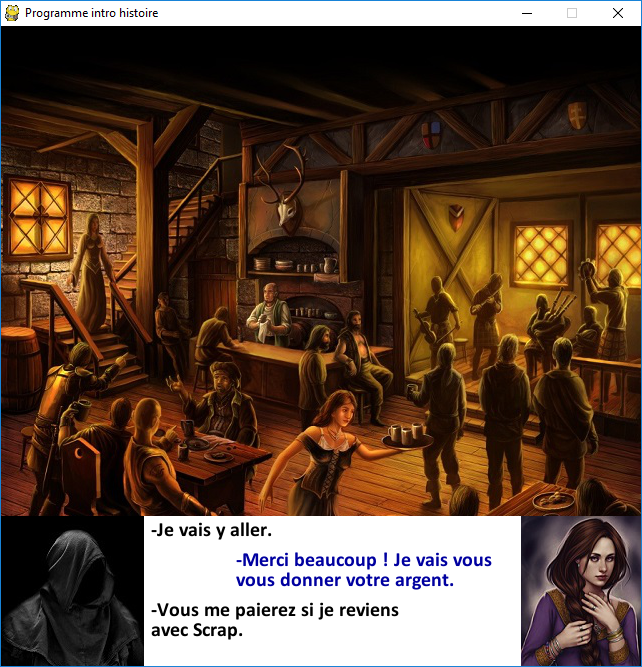 Programme intro histoire
-Je vais y aller.
-Merci beaucoup ! Je vais vous
vous donner votre argent.
-Vous me paierez si je reviens
avec Scrap.